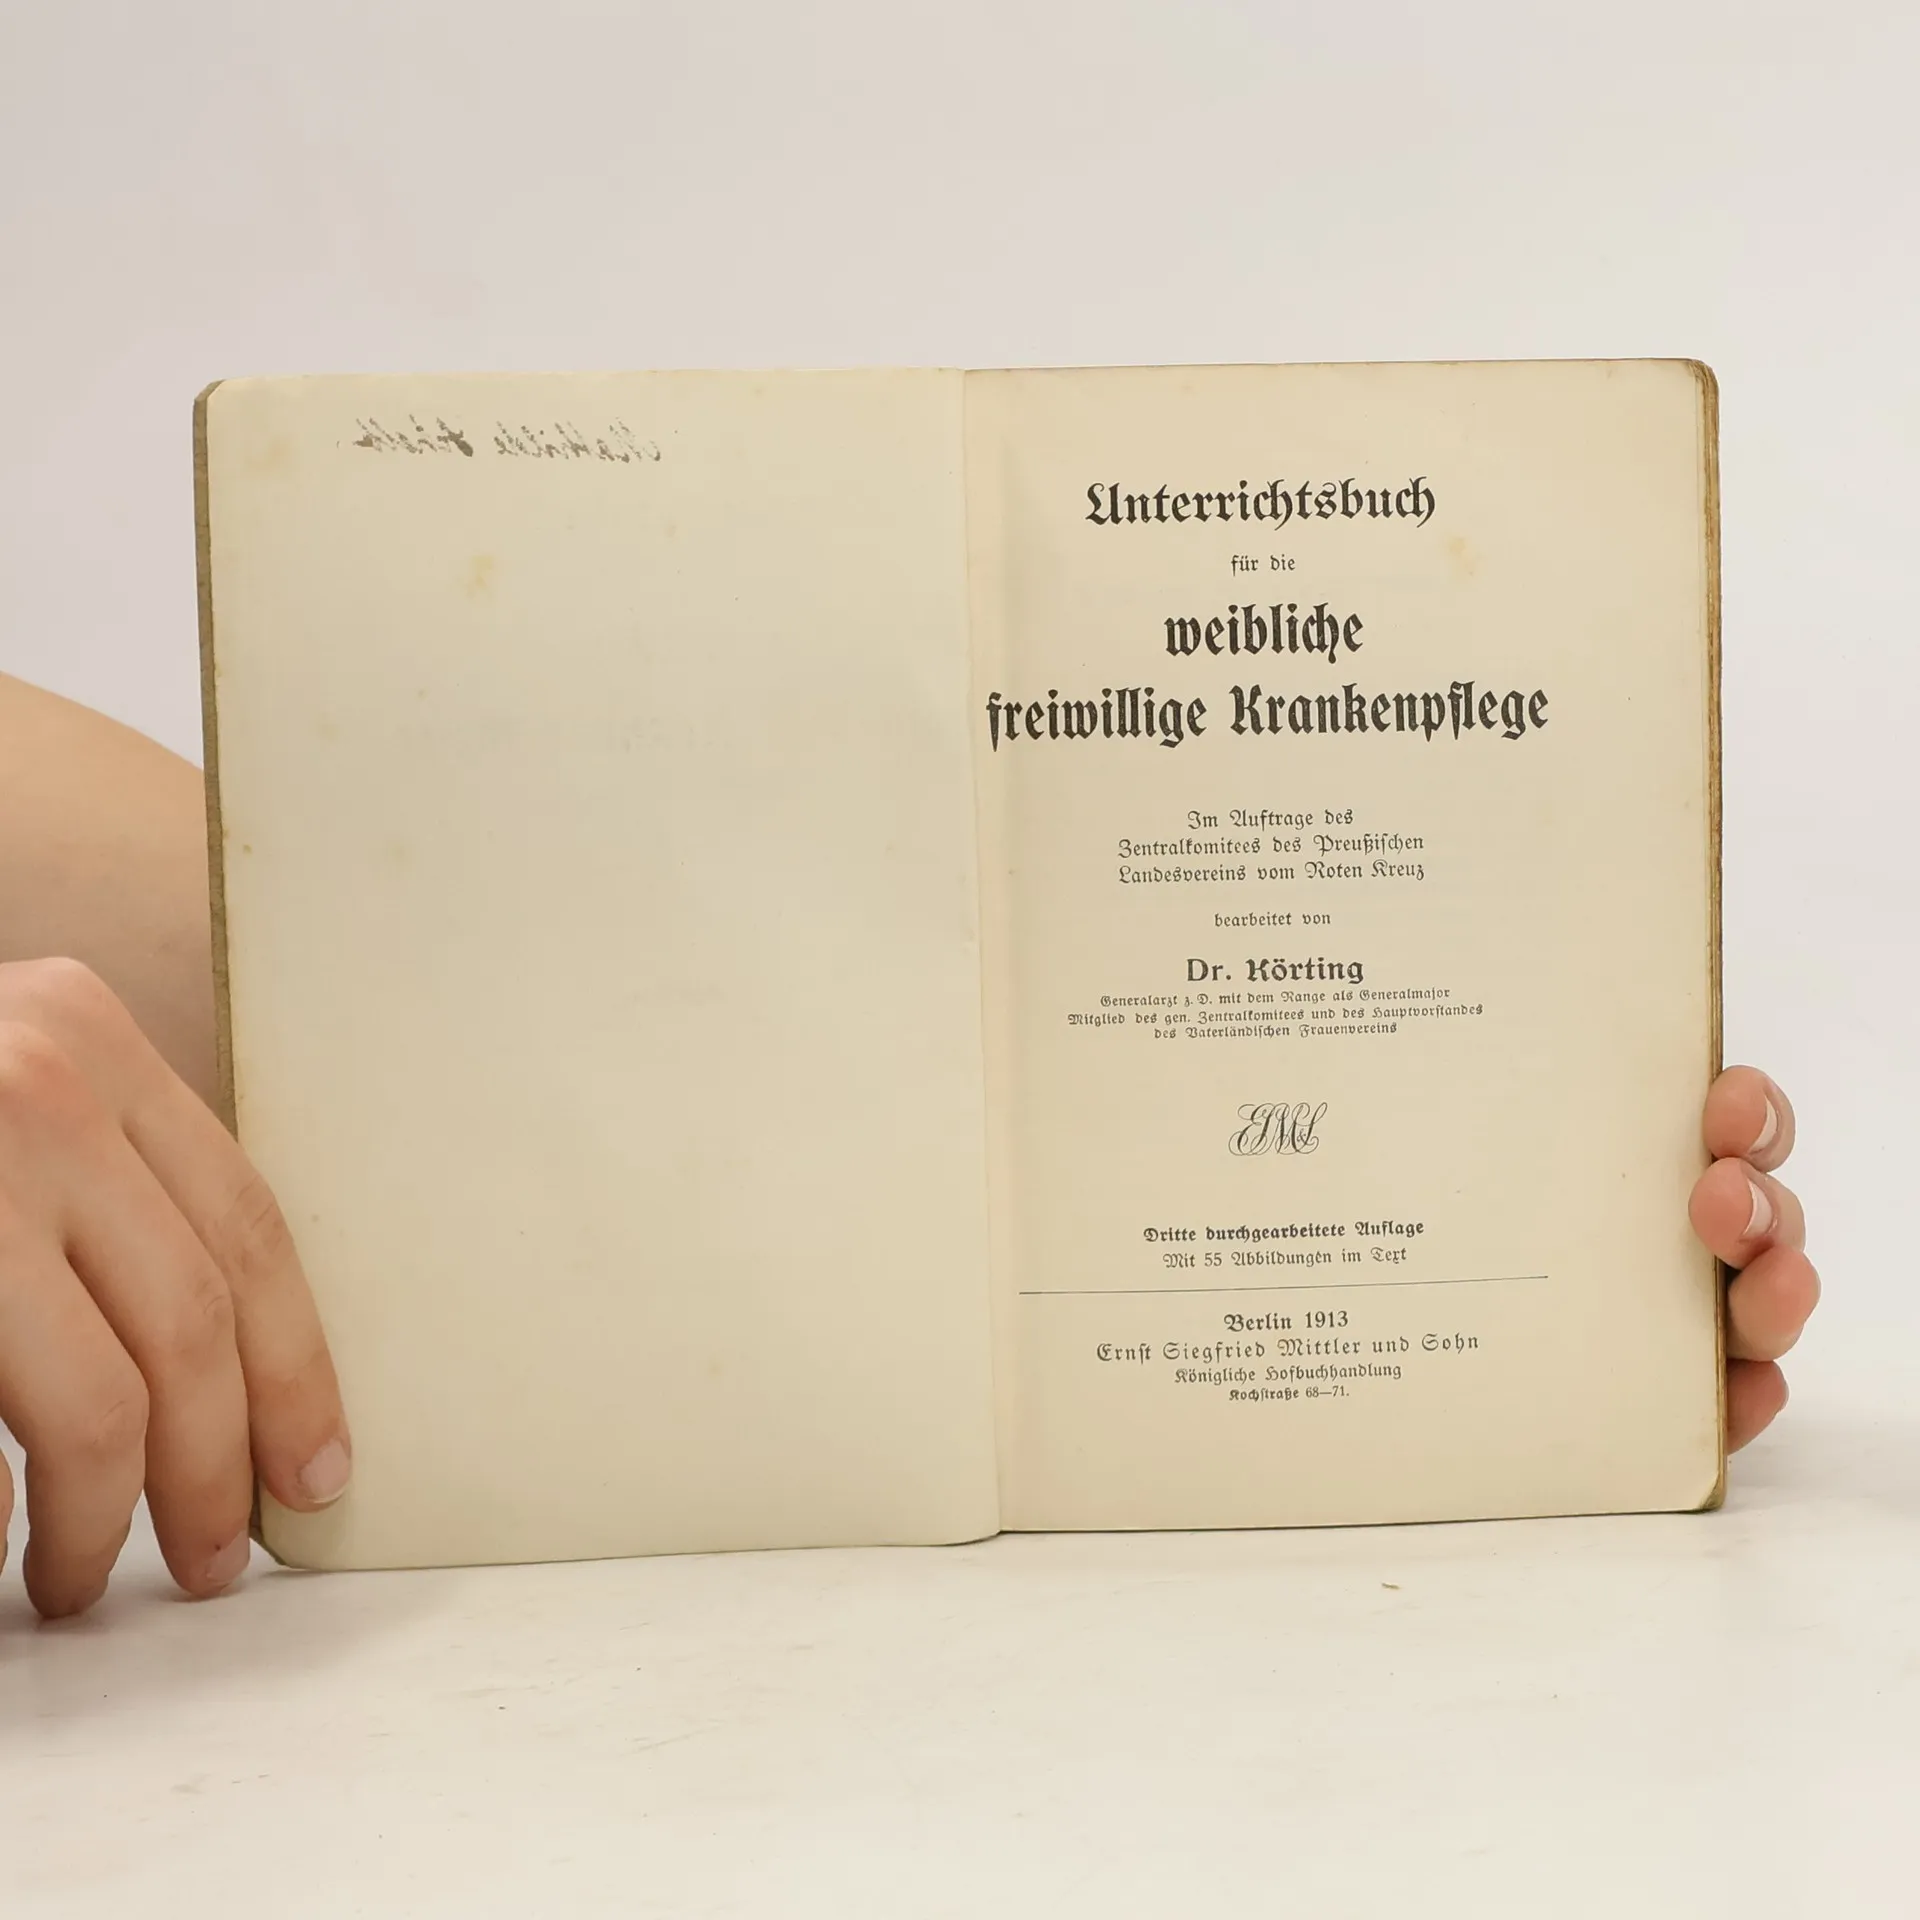 Unterrichtsbuch
für die
weibliche
freiwillige Krankenpflege
Im Auftrage des
Zentralkomitees des Preußischen
Landesvereins vom Roten Kreuz
bearbeitet von
Dr. Körting
Generalarzt z. D. mit dem Range als Generalmajor
Mitglied des gen. Zentralkomitees und des Hauptvorstandes
des Vaterländischen Frauenvereins
Dritte durchgearbeitete Auflage
Mit 55 Abbildungen im Text
Berlin 1913
Ernst Siegfried Mittler und Sohn
Königliche Hofbuchhandlung
Kochstraße 68—71.